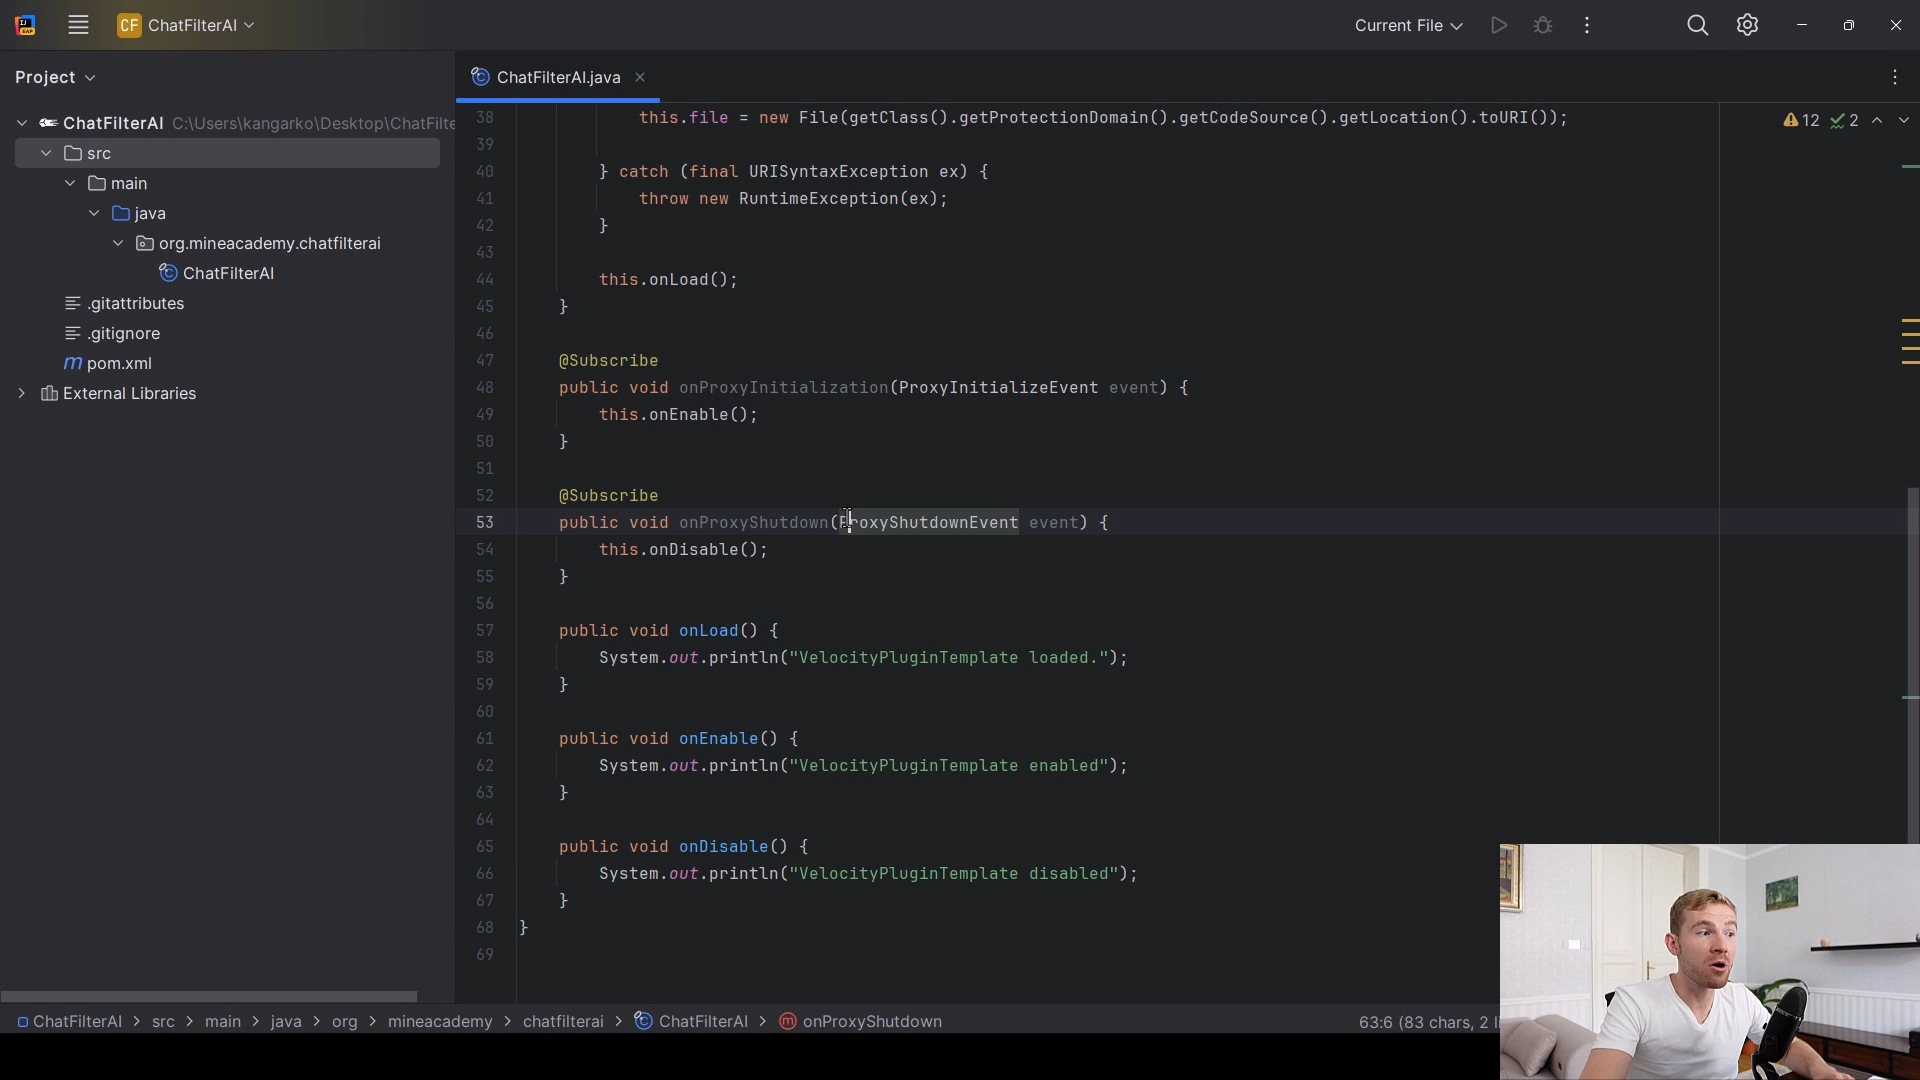 CF ChatFilterAI
Current File
Project
ChatFilterAI.java
ChatFilterAI C:\Users\kangarko\Desktop\ChatFilte
src
main
java
org.mineacademy.chatfilterai
ChatFilterAI
.gitattributes
.gitignore
m pom.xml
External Libraries
12 2
38 this.file = new File(getClass().getProtectionDomain().getCodeSource().getLocation().toURI());
39
40 } catch (final URISyntaxException ex) {
41 throw new RuntimeException(ex);
42 }
43
44 this.onLoad();
45 }
46
47 @Subscribe
48 public void onProxyInitialization(ProxyInitializeEvent event) {
49 this.onEnable();
50 }
51
52 @Subscribe
53 public void onProxyShutdown(ProxyShutdownEvent event) {
54 this.onDisable();
55 }
56
57 public void onLoad() {
58 System.out.println("VelocityPluginTemplate loaded.");
59 }
60
61 public void onEnable() {
62 System.out.println("VelocityPluginTemplate enabled");
63 }
64
65 public void onDisable() {
66 System.out.println("VelocityPluginTemplate disabled");
67 }
68 }
69
ChatFilterAI > src > main > java > org > mineacademy > chatfilterai > ChatFilterAI > m onProxyShutdown
63:6 (83 chars, 2 li